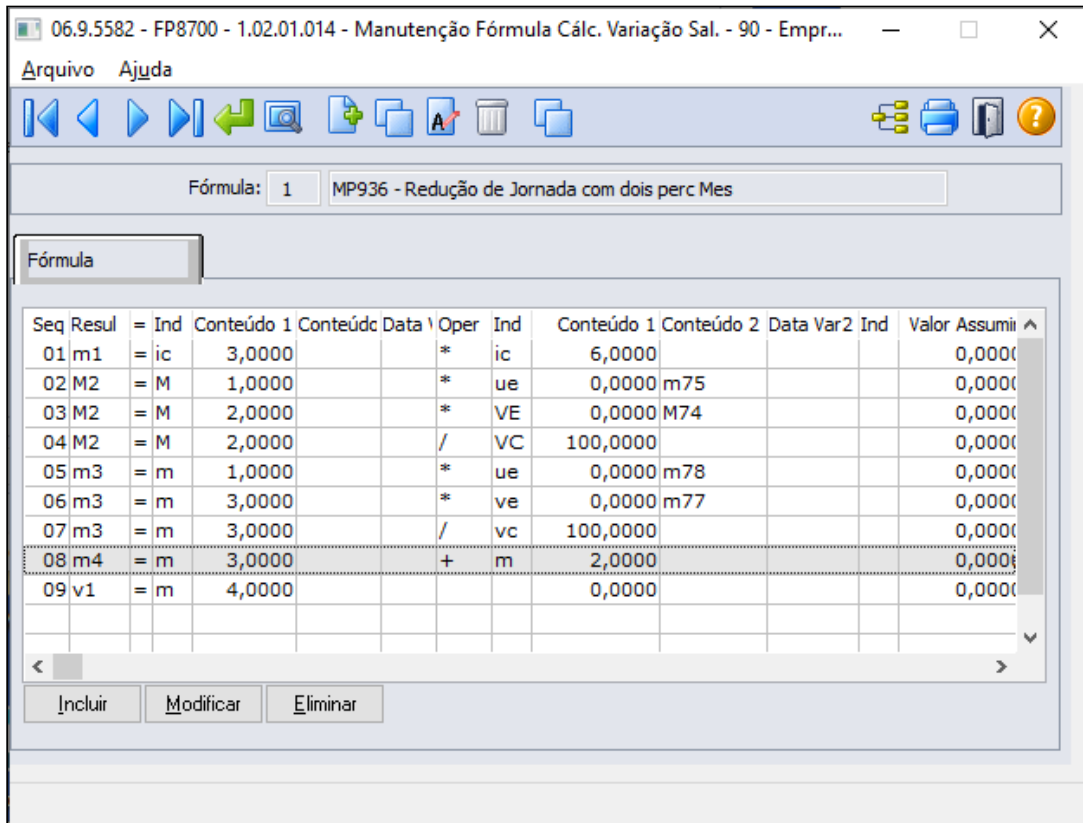 06.9.5582 - FP8700 - 1.02.01.014 - Manutenção Fórmula Cálc. Variação Sal. - 90 - Empr...
Arquivo Ajuda
Fórmula: 1 MP936 - Redução de Jornada com dois perc Mes
Fórmula
Seq Resul = Ind Conteúdo 1 Conteúdo Data V Oper Ind Conteúdo 1 Conteúdo 2 Data Var2 Ind Valor Assumi
01 m1 = ic 3,0000 * ic 6,0000 0,0000
02 M2 = M 1,0000 * ue 0,0000 m75 0,0000
03 M2 = M 2,0000 * VE 0,0000 M74 0,0000
04 M2 = M 2,0000 / VC 100,0000 0,0000
05 m3 = m 1,0000 * ue 0,0000 m78 0,0000
06 m3 = m 3,0000 * ve 0,0000 m77 0,0000
07 m3 = m 3,0000 / vc 100,0000 0,0000
08 m4 = m 3,0000 + m 2,0000 0,0000
09 v1 = m 4,0000 0,0000 0,0000
Incluir Modificar Eliminar